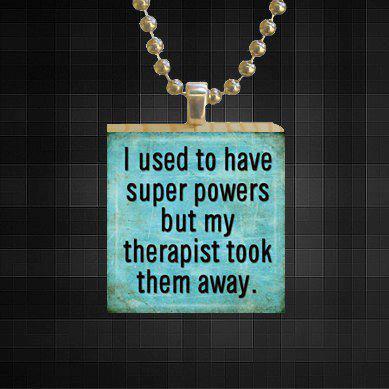 I used to have
super powers
but my
therapist took
them away.